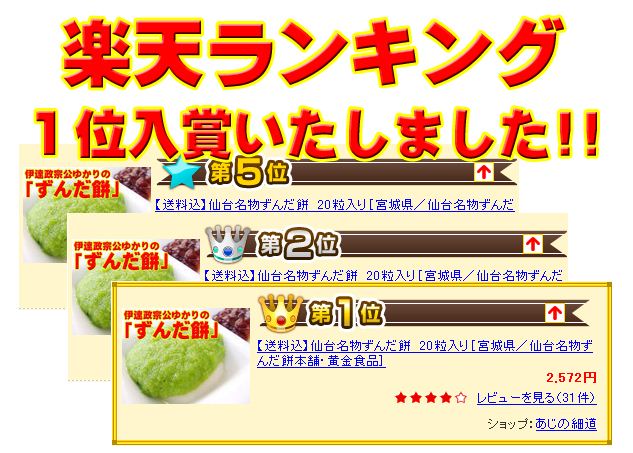 楽天ランキング
1位入賞いたしました!!
伊達政宗公ゆかりの
「ずんだ餅」
第5位
【送料込】仙台名物ずんだ餅 20粒入り[宮城県／仙台名物ずんだ
伊達政宗公ゆかりの
「ずんだ餅」
第2位
【送料込】仙台名物ずんだ餅 20粒入り[宮城県／仙台名物ずんだ
伊達政宗公ゆかりの
「ずんだ餅」
第1位
【送料込】仙台名物ずんだ餅 20粒入り[宮城県／仙台名物ず
んだ餅本舗・黄金食品]
2,572円
★★★★☆ レビューを見る(31件)
ショップ:あじの細道